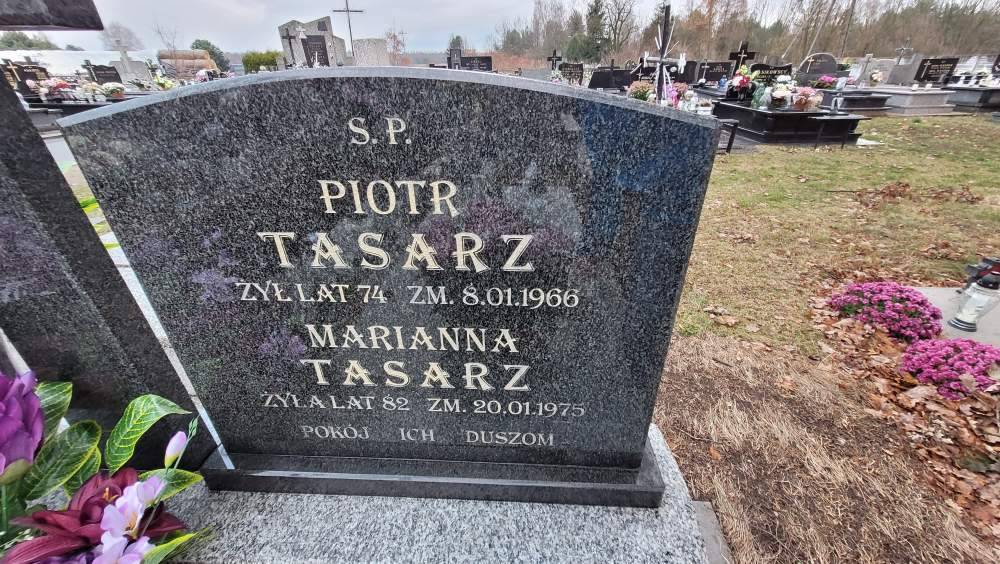 S.P.
PIOTR
TASARZ
ŻYŁ LAT 74 ZM. 8.01.1966
MARIANNA
TASARZ
ŻYŁA LAT 82 ZM. 20.01.1975
POKÓJ ICH DUSZOM